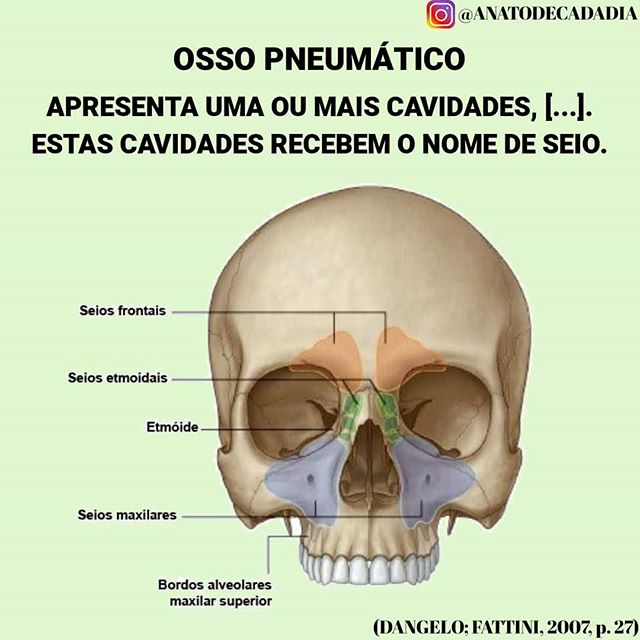 @ANATODECADADIA
OSSO PNEUMÁTICO
APRESENTA UMA OU MAIS CAVIDADES, [...].
ESTAS CAVIDADES RECEBEM O NOME DE SEIO.
Seios frontais
Seios etmoidais
Etmóide
Seios maxilares
Bordos alveolares
maxilar superior
(DANGELO; FATTINI, 2007, p. 27)